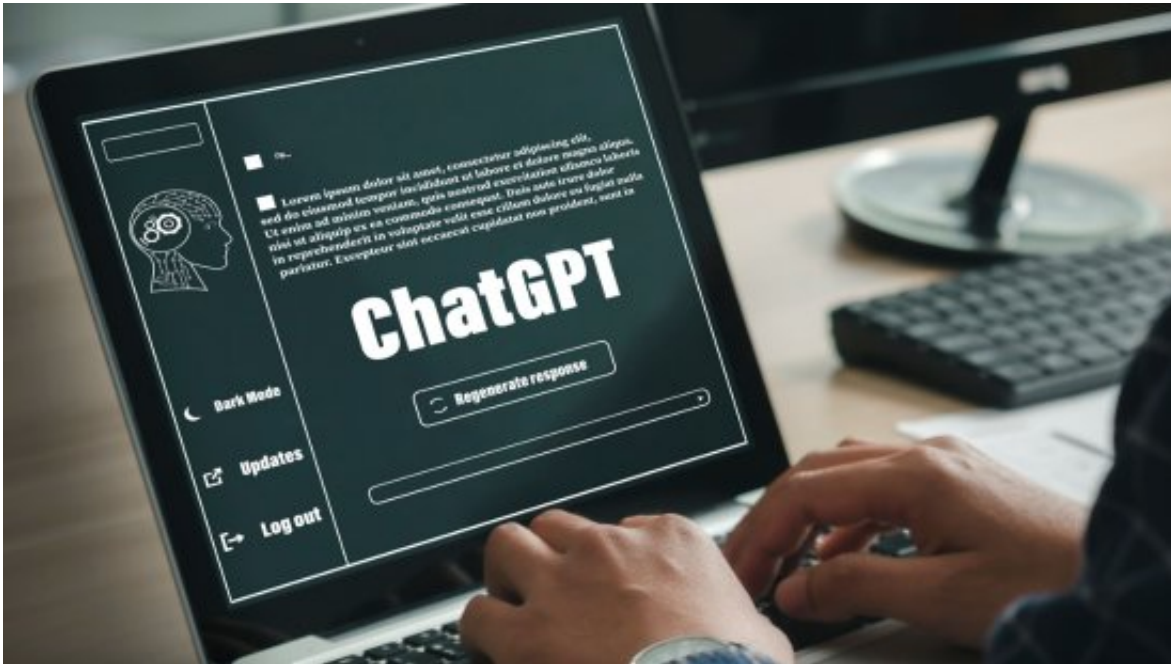 Lorem ipsum dolor sit amet, consectetur adipiscing elit,
sed do eiusmod tempor incididunt ut labore et dolore magna aliqua.
Ut enim ad minim veniam, quis nostrud exercitation ullamco laboris
nisi ut aliquip ex ea commodo consequat. Duis aute irure dolor
in reprehenderit in voluptate velit esse cillum dolore eu fugiat nulla
pariatur. Excepteur sint occaecat cupidatat non proident, sunt in
ChatGPT
Regenerate response
Dark Mode
Updates
Log out